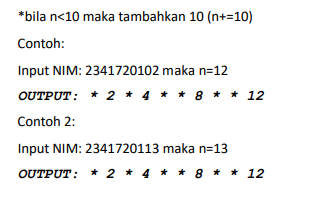 *bila n<10 maka tambahkan 10 (n+=10)
Contoh:
Input NIM: 2341720102 maka n=12
OUTPUT: * 2 * 4 * * 8 * * 12
Contoh 2:
Input NIM: 2341720113 maka n=13
OUTPUT: * 2 * 4 * * 8 * * 12